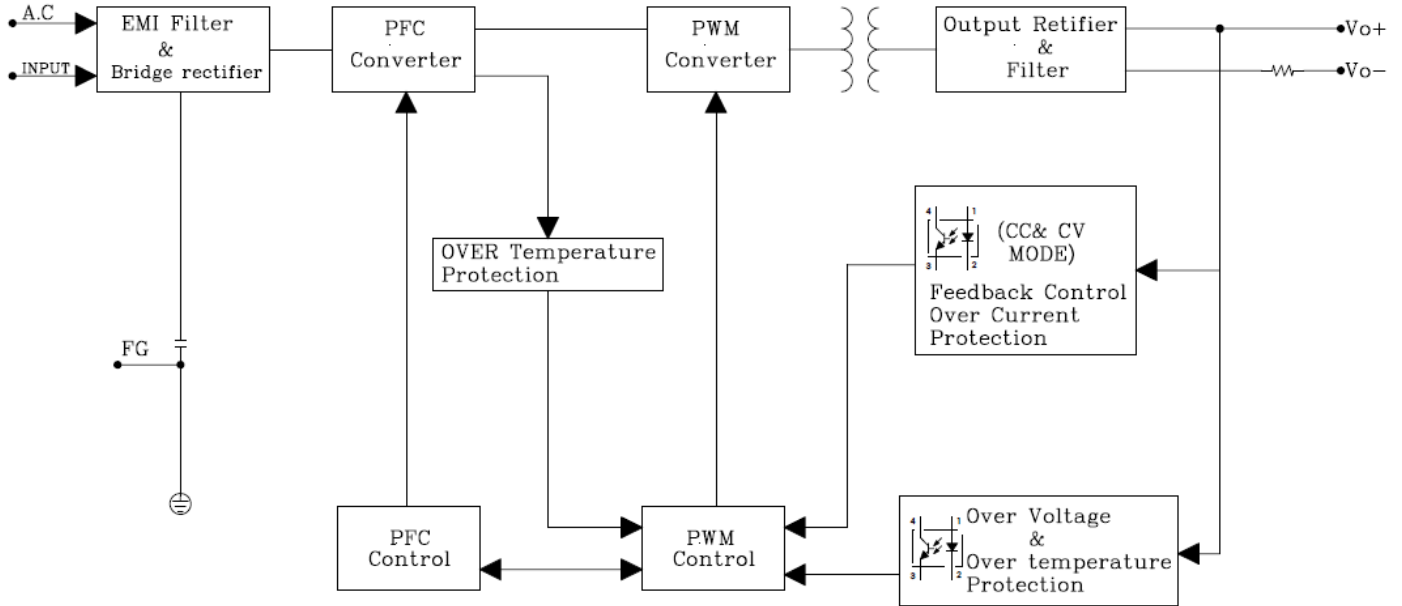 A.C
INPUT
EMI Filter
&
Bridge rectifier
PFC
Converter
PWM
Converter
Output Retifier
&
Filter
Vo+
Vo−
OVER Temperature
Protection
4 1
3 2
(CC& CV
MODE)
Feedback Control
Over Current
Protection
FG
PFC
Control
PWM
Control
4 1
3 2
Over Voltage
&
Over temperature
Protection